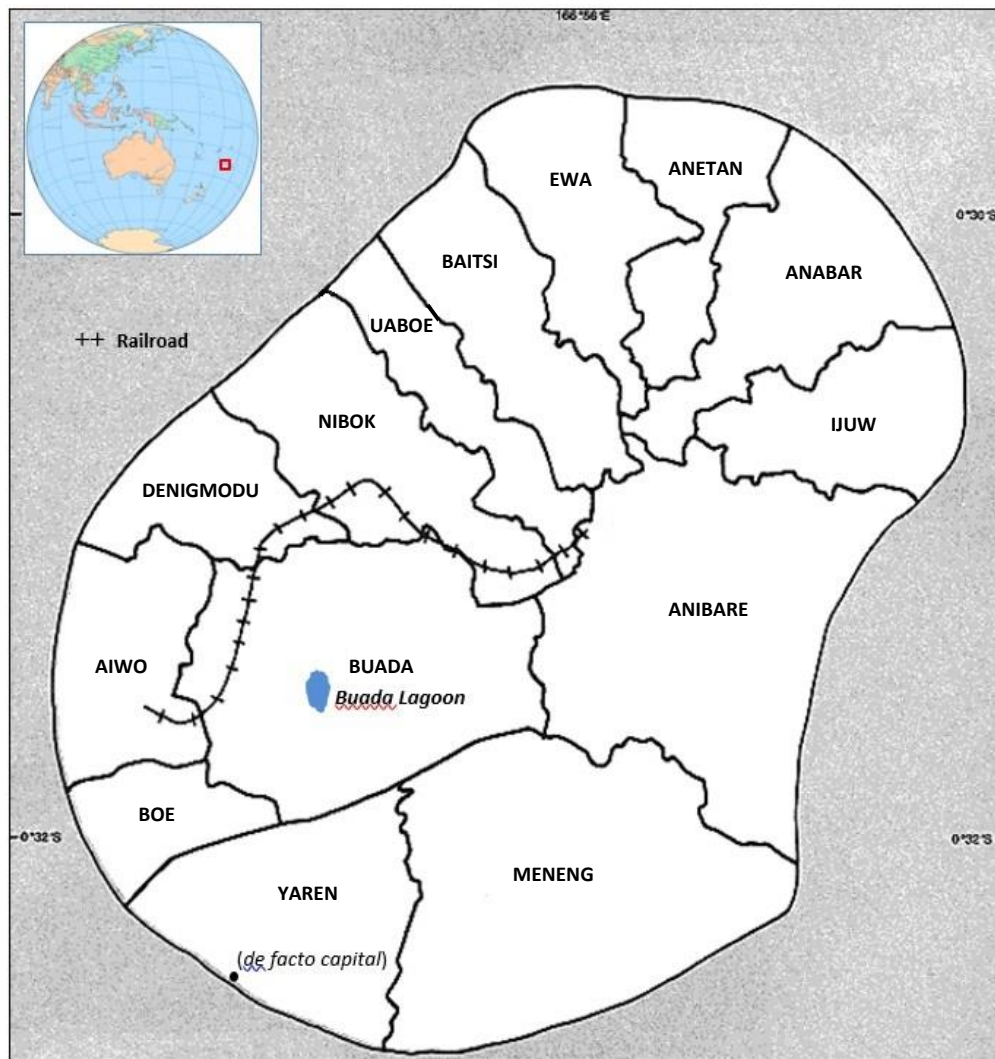 166°56'E
EWA
ANETAN
0°30'S
BAITSI
ANABAR
UABOE
++ Railroad
NIBOK
IJUW
DENIGMODU
ANIBARE
AIWO
BUADA
Buada Lagoon
BOE
0°32'S
0°32'S
MENENG
YAREN
(de facto capital)